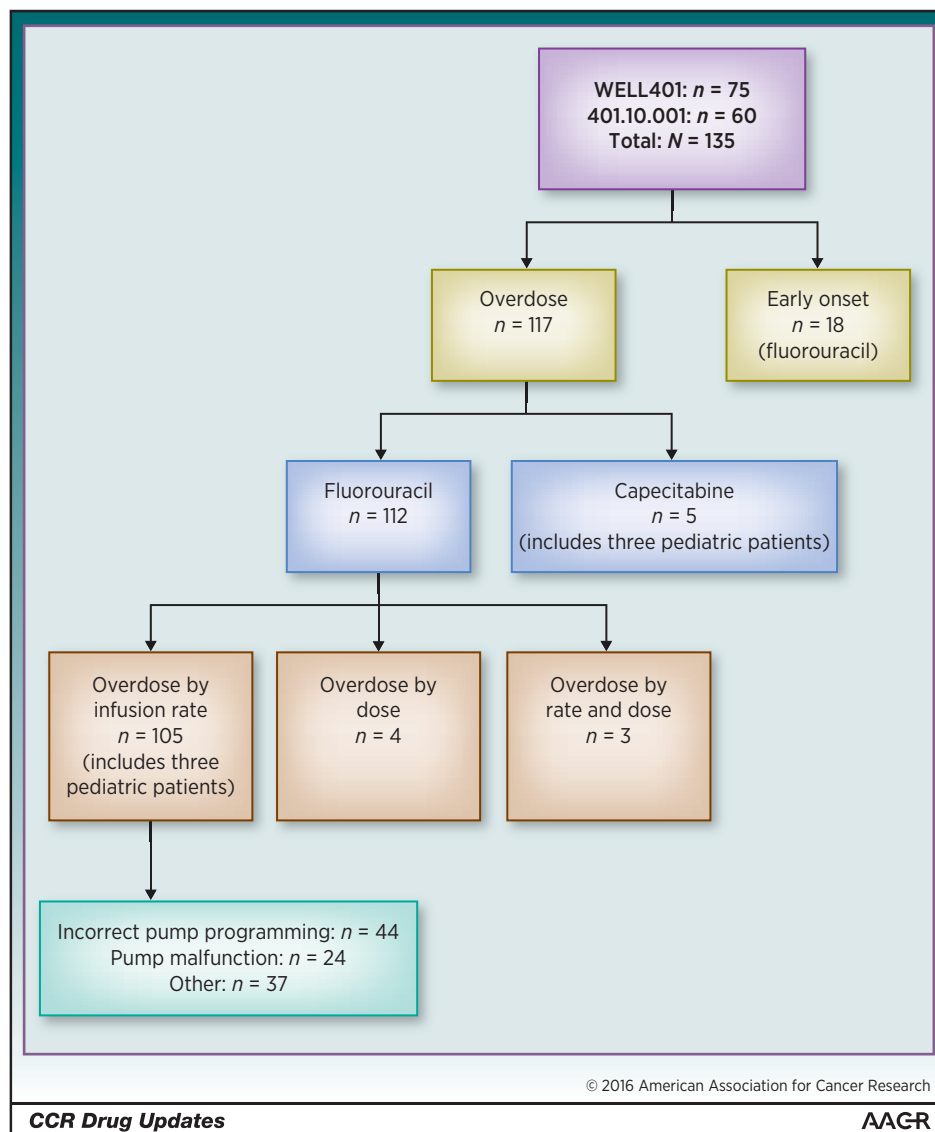 WELL401: n = 75
401.10.001: n = 60
Total: N = 135
Overdose
n = 117
Early onset
n = 18
(fluorouracil)
Fluorouracil
n = 112
Capecitabine
n = 5
(includes three pediatric patients)
Overdose by
infusion rate
n = 105
(includes three
pediatric patients)
Overdose by
dose
n = 4
Overdose by
rate and dose
n = 3
Incorrect pump programming: n = 44
Pump malfunction: n = 24
Other: n = 37
© 2016 American Association for Cancer Research
CCR Drug Updates
AACR